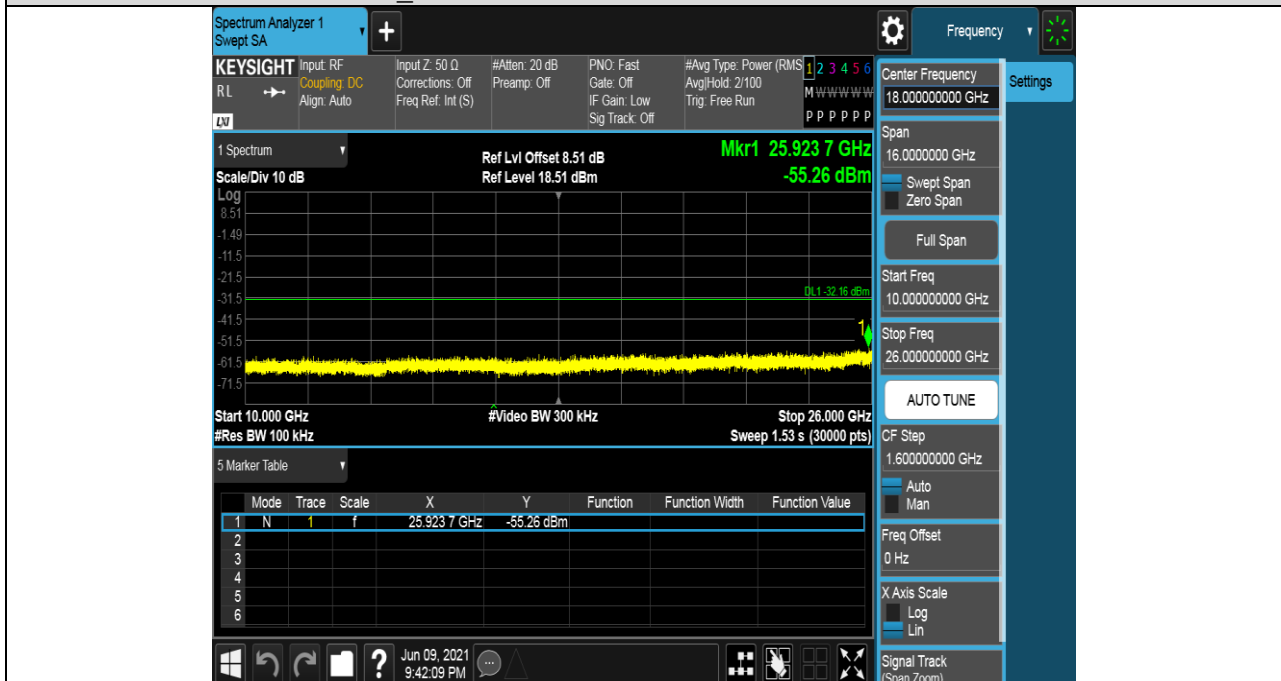 Spectrum Analyzer 1
Swept SA
Frequency
KEYSIGHT
RL
LXI
Input: RF
Coupling: DC
Align: Auto
Input Z: 50 Ω
Corrections: Off
Freq Ref: Int (S)
#Atten: 20 dB
Preamp: Off
PNO: Fast
Gate: Off
IF Gain: Low
Sig Track: Off
#Avg Type: Power (RMS
Avg|Hold: 2/100
Trig: Free Run
1 2 3 4 5 6
M W W W W W
P P P P P P
1 Spectrum
Scale/Div 10 dB
Ref Lvl Offset 8.51 dB
Ref Level 18.51 dBm
Mkr1 25.923 7 GHz
-55.26 dBm
Log
8.51
-1.49
-11.5
-21.5
DL1 -32.16 dBm
-31.5
-41.5
1
-51.5
-61.5
-71.5
Start 10.000 GHz
#Video BW 300 kHz
Stop 26.000 GHz
#Res BW 100 kHz
Sweep 1.53 s (30000 pts)
5 Marker Table
Mode Trace Scale X Y Function Function Width Function Value
1 N 1 f 25.923 7 GHz -55.26 dBm
2
3
4
5
6
?
Jun 09, 2021
9:42:09 PM
Center Frequency
18.000000000 GHz
Settings
Span
16.0000000 GHz
Swept Span
Zero Span
Full Span
Start Freq
10.000000000 GHz
Stop Freq
26.000000000 GHz
AUTO TUNE
CF Step
1.600000000 GHz
Auto
Man
Freq Offset
0 Hz
X Axis Scale
Log
Lin
Signal Track
(Span Zoom)